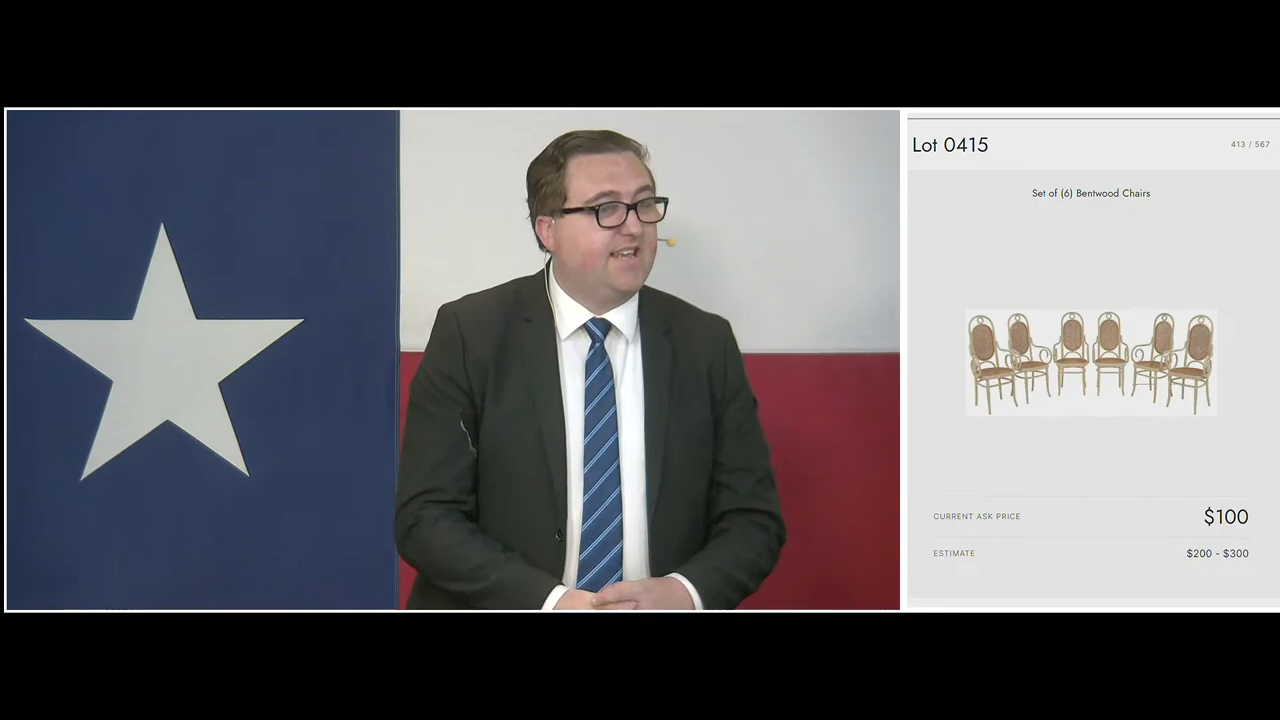 Lot 0415
413 / 567
Set of (6) Bentwood Chairs
CURRENT ASK PRICE
$100
ESTIMATE
$200 - $300